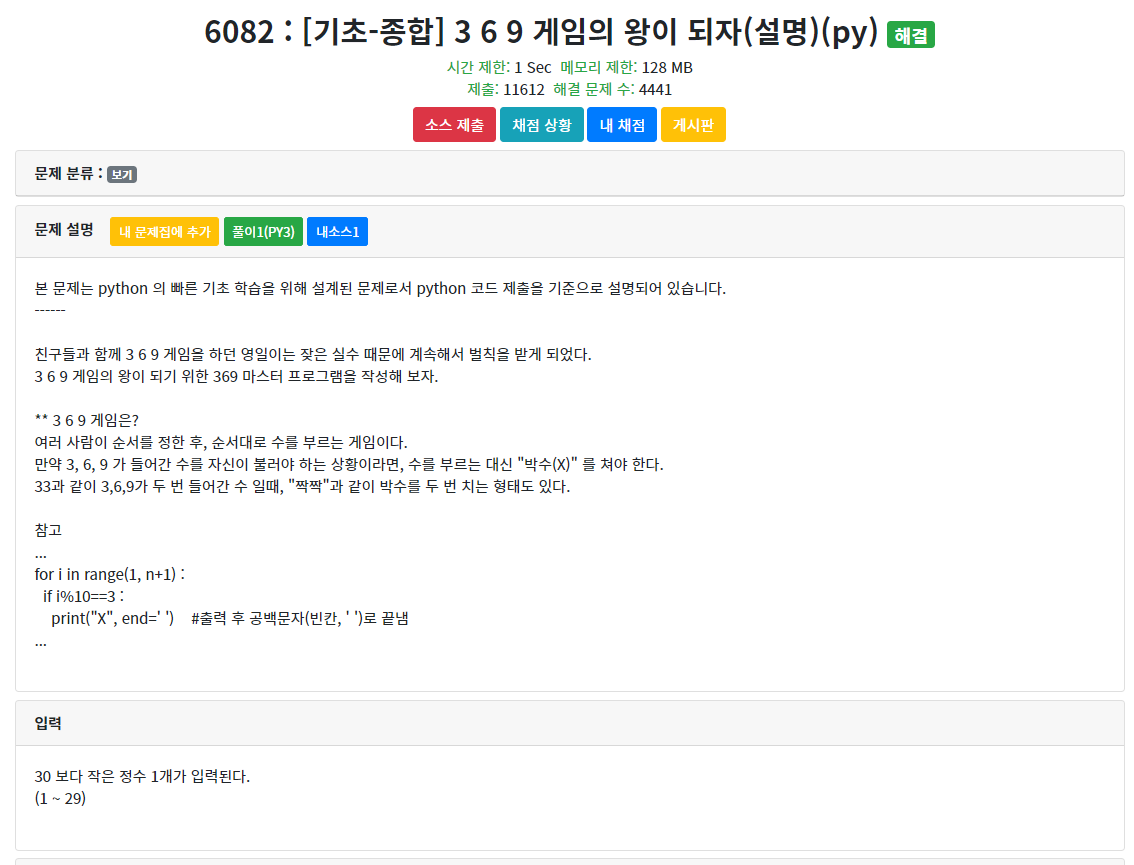 6082 : [기초-종합] 3 6 9 게임의 왕이 되자(설명)(py) 해결
시간 제한: 1 Sec 메모리 제한: 128 MB
제출: 11612 해결 문제 수: 4441
소스 제출 채점 상황 내 채점 게시판
문제 분류 : 보기
문제 설명 내 문제집에 추가 풀이1(PY3) 내소스1
본 문제는 python 의 빠른 기초 학습을 위해 설계된 문제로서 python 코드 제출을 기준으로 설명되어 있습니다.
------
친구들과 함께 3 6 9 게임을 하던 영일이는 잦은 실수 때문에 계속해서 벌칙을 받게 되었다.
3 6 9 게임의 왕이 되기 위한 369 마스터 프로그램을 작성해 보자.
** 3 6 9 게임은?
여러 사람이 순서를 정한 후, 순서대로 수를 부르는 게임이다.
만약 3, 6, 9 가 들어간 수를 자신이 불러야 하는 상황이라면, 수를 부르는 대신 "박수(X)" 를 쳐야 한다.
33과 같이 3,6,9가 두 번 들어간 수 일때, "짝짝"과 같이 박수를 두 번 치는 형태도 있다.
참고
...
for i in range(1, n+1) :
if i%10==3 :
print("X", end=' ') #출력 후 공백문자(빈칸, ' ')로 끝냄
...
입력
30 보다 작은 정수 1개가 입력된다.
(1 ~ 29)